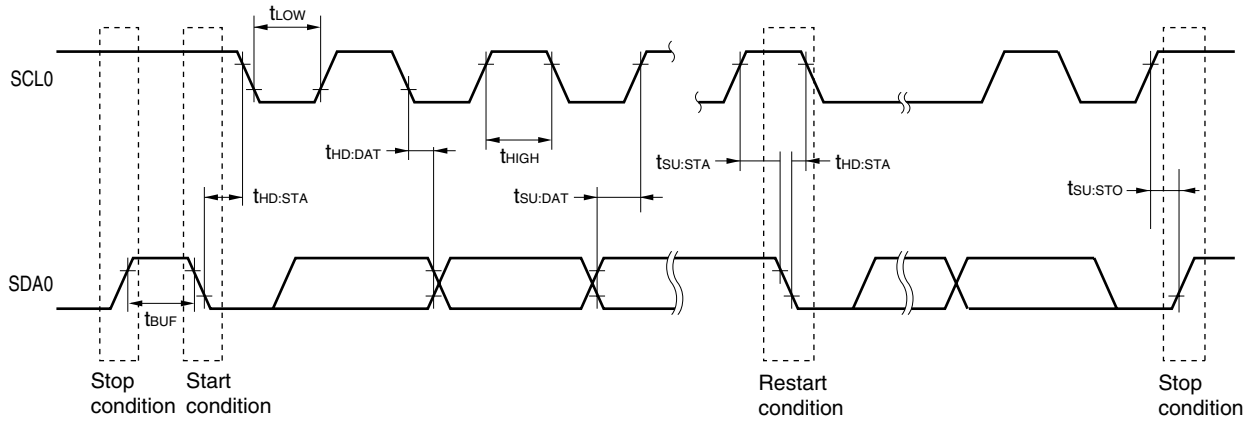 tLOW
SCL0
tHD:DAT
tHIGH
tSU:STA
tHD:STA
tHD:STA
tSU:DAT
tSU:STO
SDA0
tBUF
Stop
condition
Start
condition
Restart
condition
Stop
condition